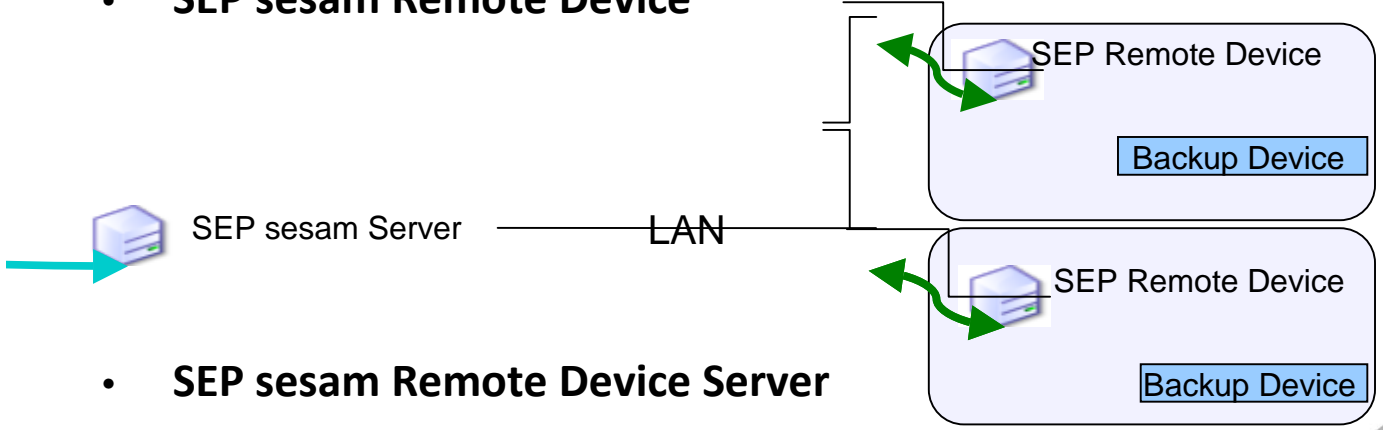 • SEP sesam Remote Device
SEP Remote Device
Backup Device
SEP sesam Server
LAN
SEP Remote Device
• SEP sesam Remote Device Server
Backup Device